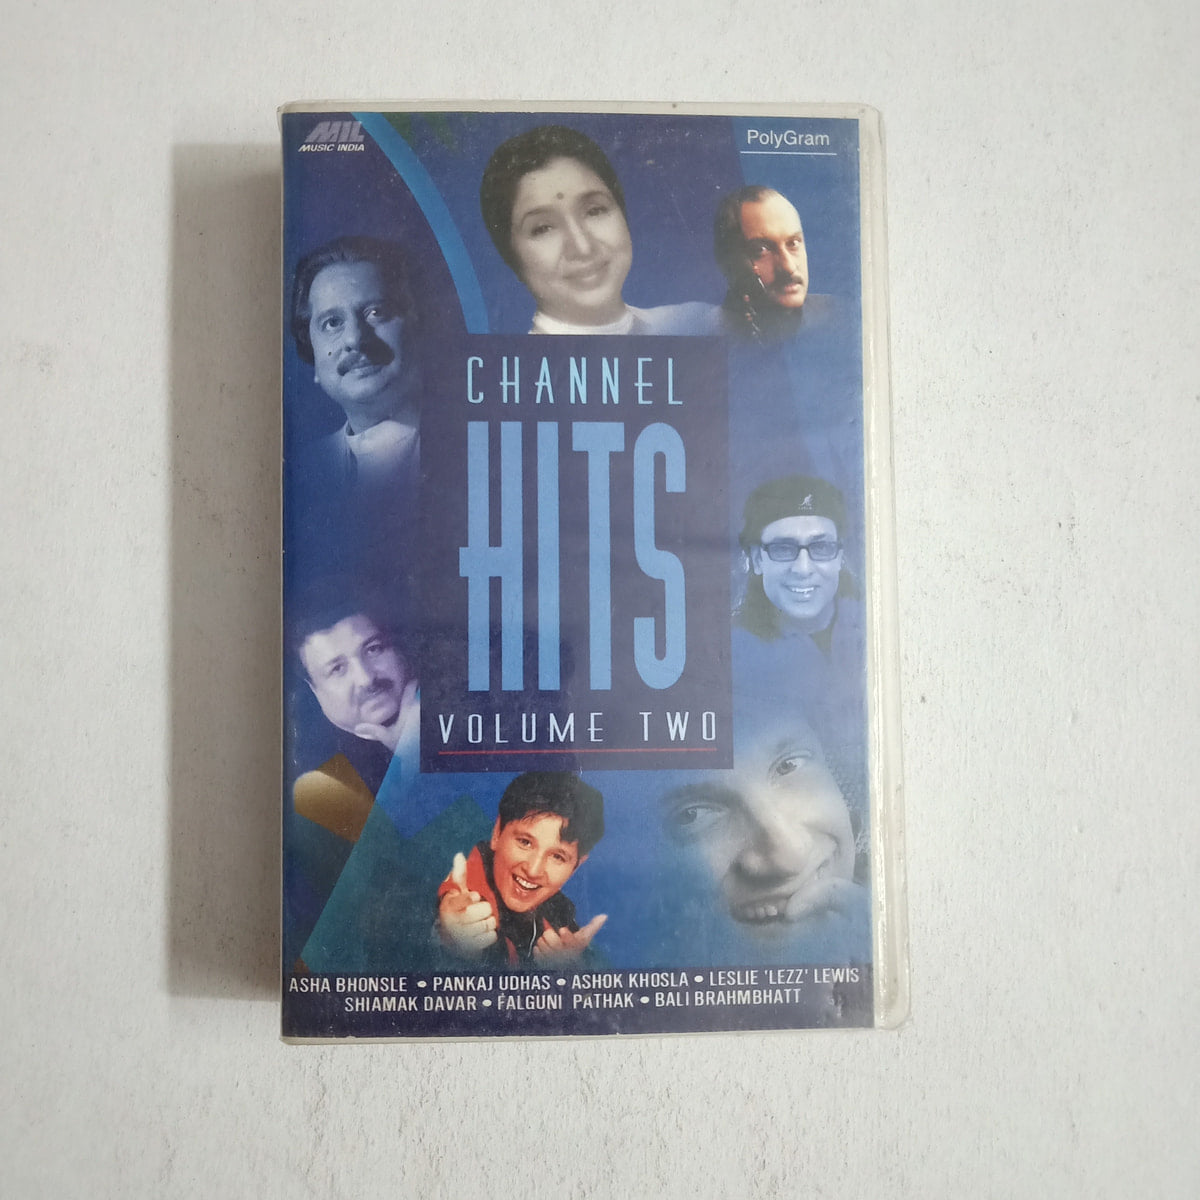 MIL
MUSIC INDIA
PolyGram
CHANNEL
HITS
VOLUME TWO
ASHA BHONSLE • PANKAJ UDHAS • ASHOK KHOSLA • LESLIE 'LEZZ' LEWIS
SHIAMAK DAVAR • FALGUNI PATHAK • BALI BRAHMBHATT